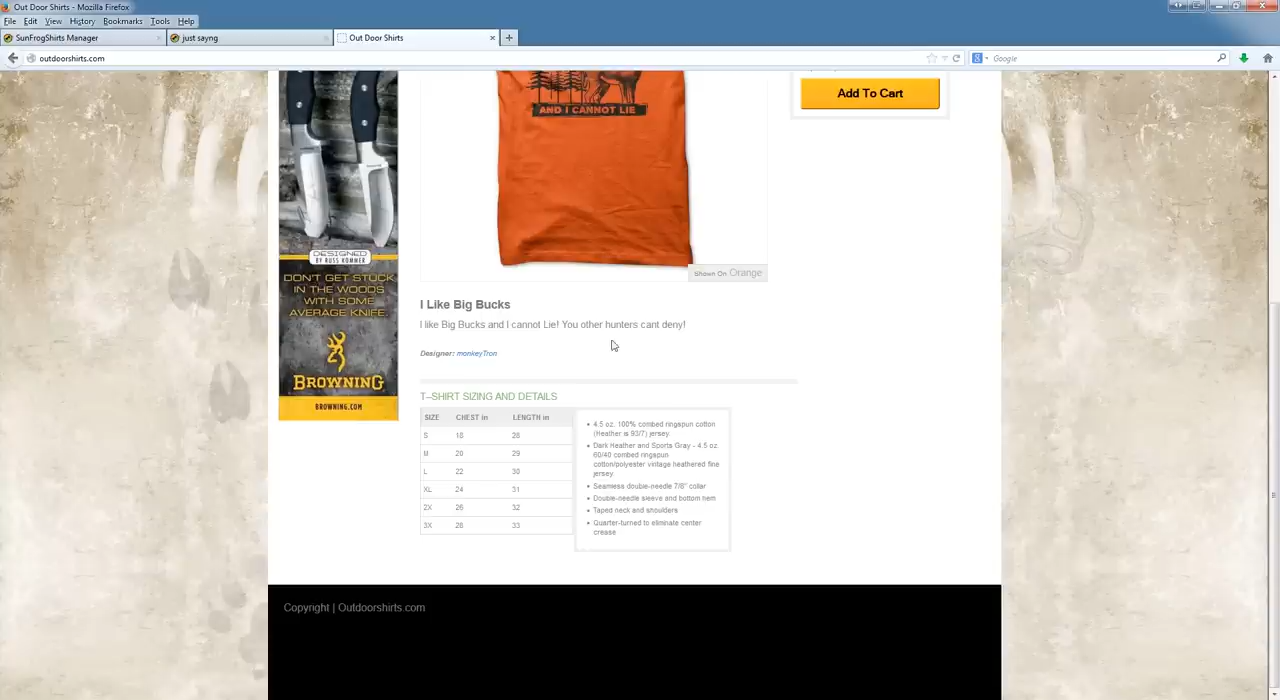 Out Door Shirts - Mozilla Firefox
File Edit View History Bookmarks Tools Help
SunFrogShirts Manager
just sayng
Out Door Shirts
outdoorshirts.com
Google
AND I CANNOT LIE
Add To Cart
Shown On Orange
DESIGNED
BY RUSS KOMMER
DON'T GET STUCK
IN THE WOODS
WITH SOME
AVERAGE KNIFE.
BROWNING
BROWNING.COM
I Like Big Bucks
I like Big Bucks and I cannot Lie! You other hunters cant deny!
Designer: monkeyTron
T-SHIRT SIZING AND DETAILS
SIZE CHEST in LENGTH in
S 18 28
M 20 29
L 22 30
XL 24 31
2X 26 32
3X 28 33
4.5 oz. 100% combed ringspun cotton
(Heather is 93/7) jersey.
Dark Heather and Sports Gray - 4.5 oz.
60/40 combed ringspun
cotton/polyester vintage heathered fine
jersey.
Seamless double-needle 7/8" collar
Double-needle sleeve and bottom hem
Taped neck and shoulders
Quarter-turned to eliminate center
crease
Copyright | Outdoorshirts.com